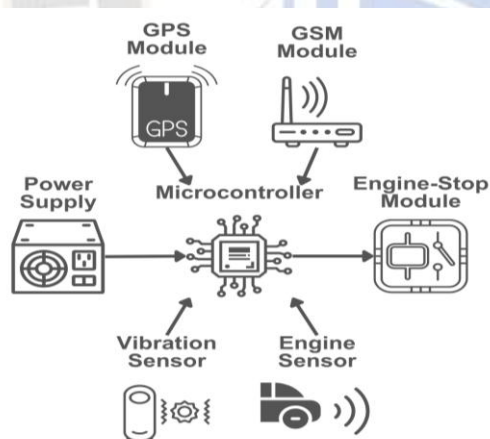 GPS
Module
GSM
Module
GPS
Power
Supply
Microcontroller
Engine-Stop
Module
Vibration
Sensor
Engine
Sensor